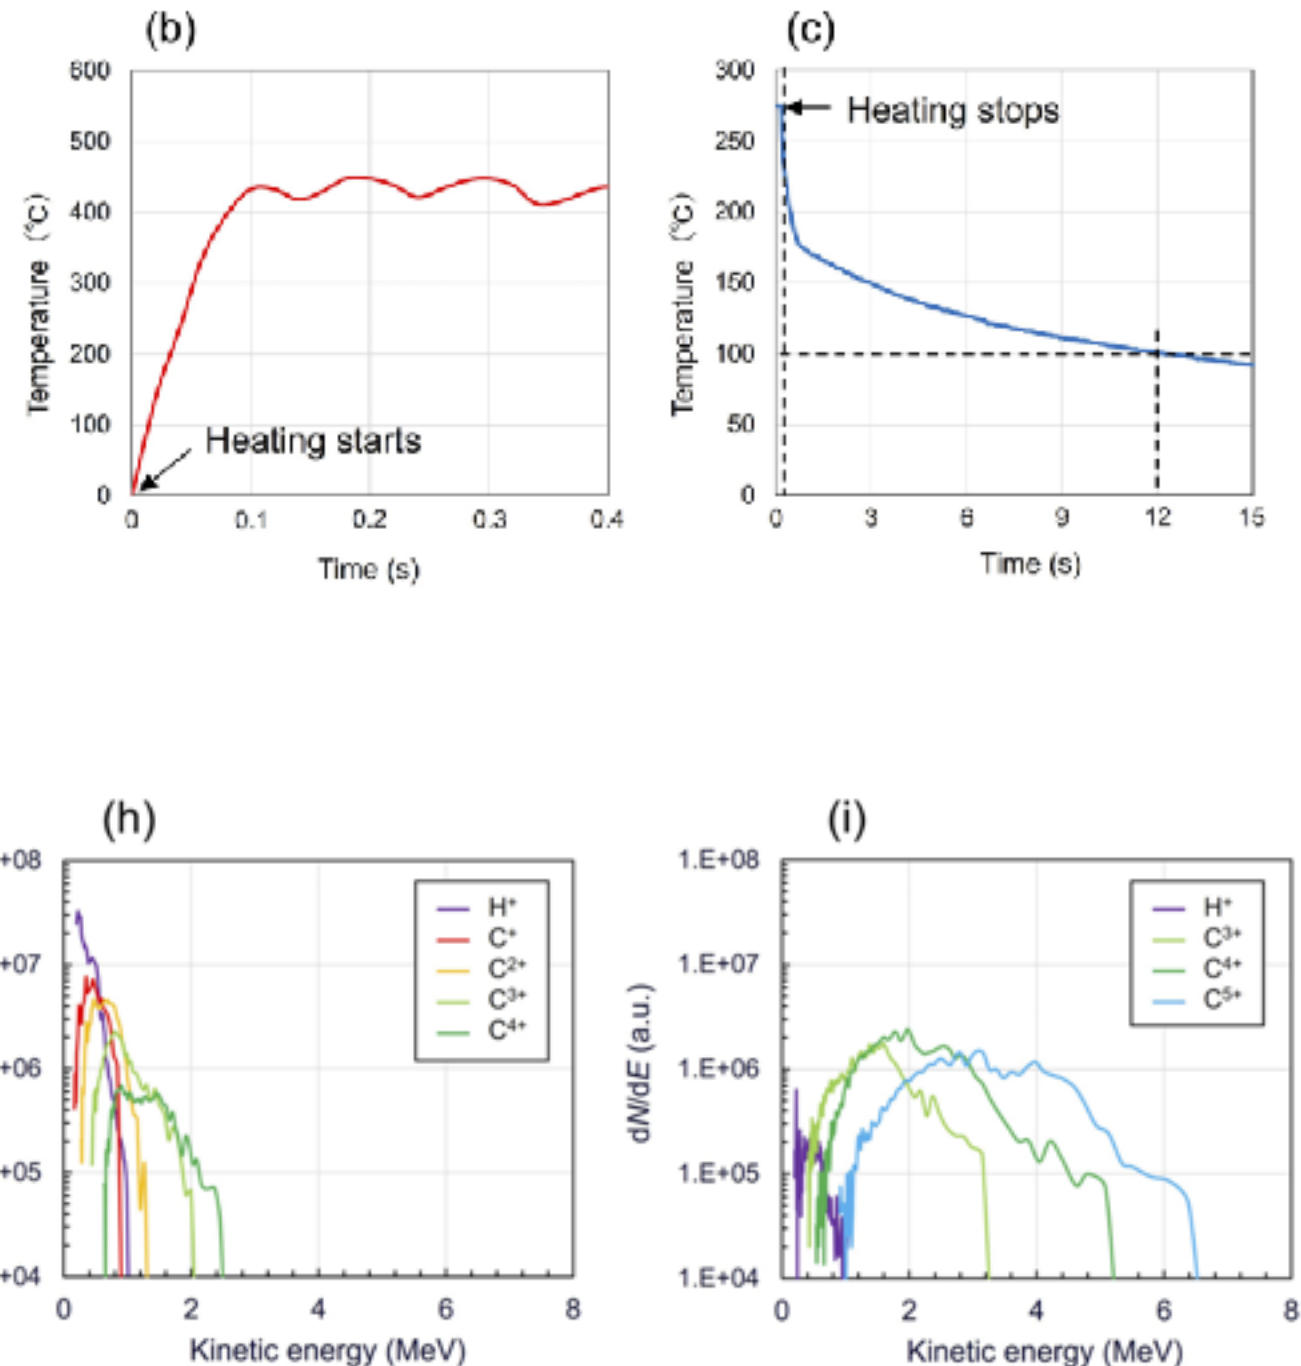 (b)
600
500
400
300
200
100
0
Temperature (°C)
Heating starts
0 0.1 0.2 0.3 0.4
Time (s)
(c)
300
250
200
150
100
50
0
Temperature (°C)
Heating stops
0 3 6 9 12 15
Time (s)
(h)
+08
+07
+06
+05
+04
H⁺
C⁺
C²⁺
C³⁺
C⁴⁺
0 2 4 6 8
Kinetic energy (MeV)
(i)
1.E+08
1.E+07
1.E+06
1.E+05
1.E+04
dN/dE (a.u.)
H⁺
C³⁺
C⁴⁺
C⁵⁺
0 2 4 6 8
Kinetic energy (MeV)